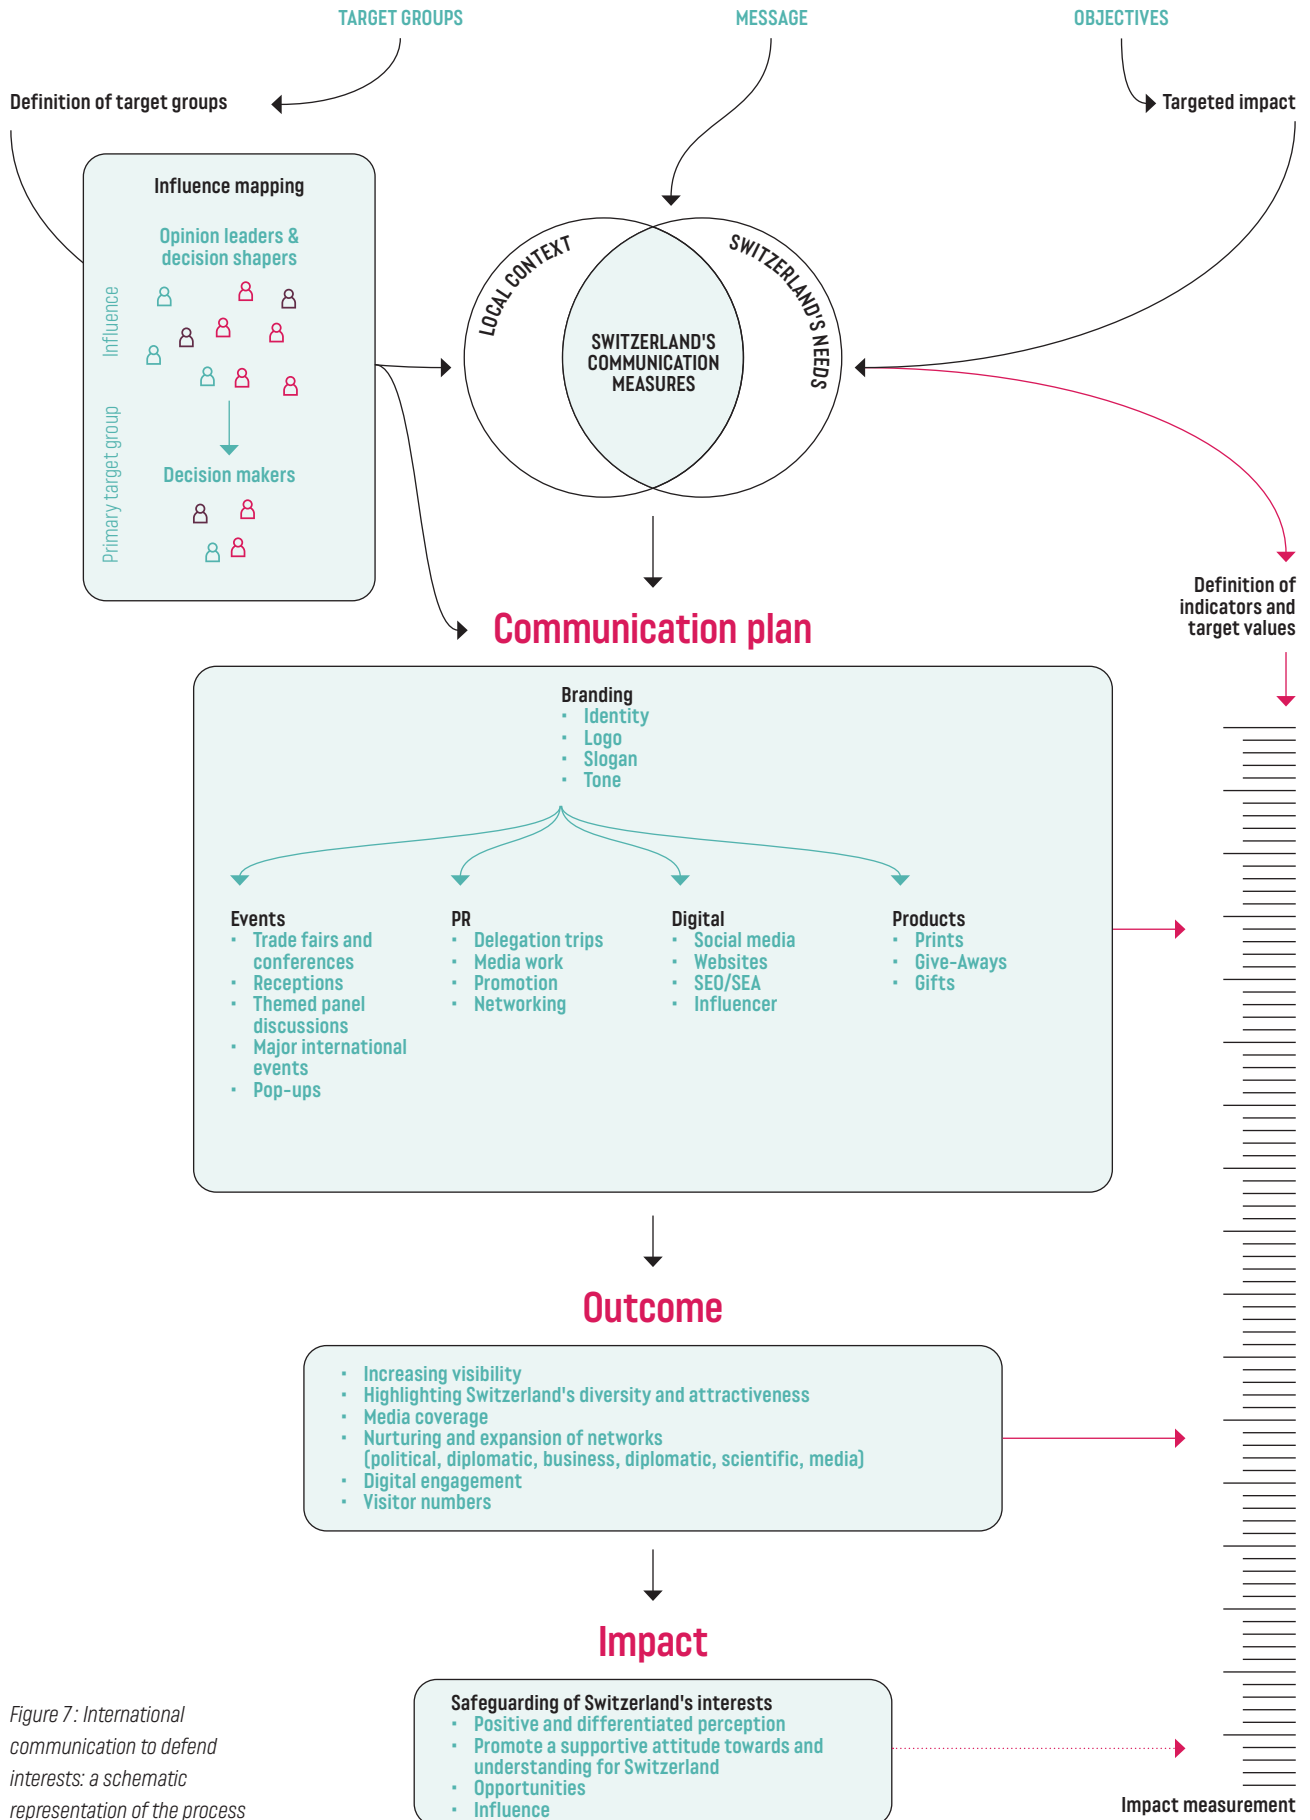 TARGET GROUPS
MESSAGE
OBJECTIVES
Definition of target groups
Targeted impact
Influence mapping
Opinion leaders &
decision shapers
Influence
Primary target group
Decision makers
LOCAL CONTEXT
SWITZERLAND'S NEEDS
SWITZERLAND'S
COMMUNICATION
MEASURES
Definition of
indicators and
target values
Communication plan
Branding
· Identity
· Logo
· Slogan
· Tone
Events
· Trade fairs and
conferences
· Receptions
· Themed panel
discussions
· Major international
events
· Pop-ups
PR
· Delegation trips
· Media work
· Promotion
· Networking
Digital
· Social media
· Websites
· SEO/SEA
· Influencer
Products
· Prints
· Give-Aways
· Gifts
Outcome
· Increasing visibility
· Highlighting Switzerland's diversity and attractiveness
· Media coverage
· Nurturing and expansion of networks
(political, diplomatic, business, diplomatic, scientific, media)
· Digital engagement
· Visitor numbers
Impact
Safeguarding of Switzerland's interests
· Positive and differentiated perception
· Promote a supportive attitude towards and
understanding for Switzerland
· Opportunities
· Influence
Impact measurement
Figure 7: International
communication to defend
interests: a schematic
representation of the process